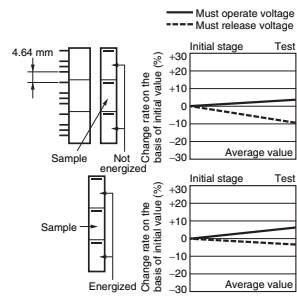 Must operate voltage
Must release voltage
4.64 mm
Sample
Not
energized
Change rate on the
basis of initial value (%)
Initial stage
Test
+30
+20
+10
0
−10
−20
−30
Average value
Sample
Energized
Change rate on the
basis of initial value (%)
Initial stage
Test
+30
+20
+10
0
−10
−20
−30
Average value